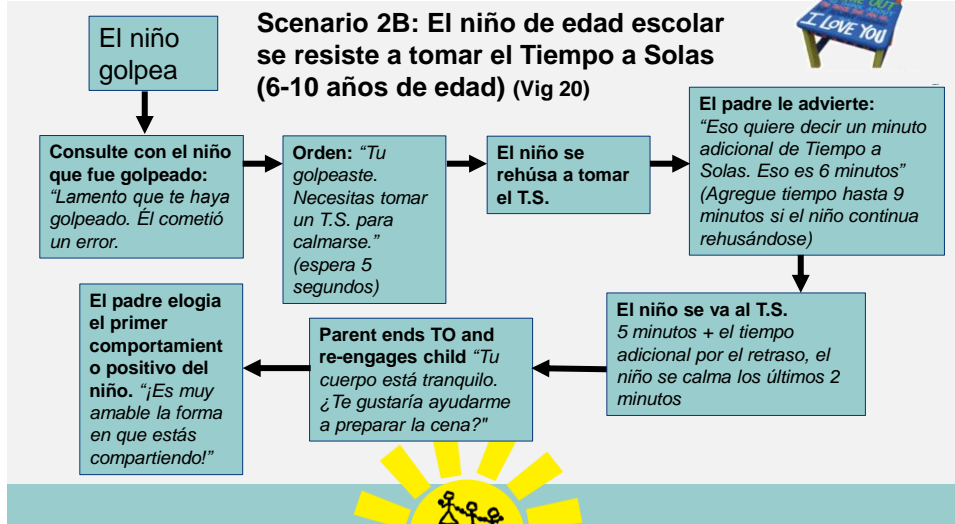 El niño
golpea
Scenario 2B: El niño de edad escolar
se resiste a tomar el Tiempo a Solas
(6-10 años de edad) (Vig 20)
OUT
I LOVE YOU
Consulte con el niño
que fue golpeado:
“Lamento que te haya
golpeado. Él cometió
un error.
Orden: “Tu
golpeaste.
Necesitas tomar
un T.S. para
calmarse.”
(espera 5
segundos)
El niño se
rehúsa a tomar
el T.S.
El padre le advierte:
“Eso quiere decir un minuto
adicional de Tiempo a
Solas. Eso es 6 minutos”
(Agregue tiempo hasta 9
minutos si el niño continua
rehusándose)
El niño se va al T.S.
5 minutos + el tiempo
adicional por el retraso, el
niño se calma los últimos 2
minutos
Parent ends TO and
re-engages child “Tu
cuerpo está tranquilo.
¿Te gustaría ayudarme
a preparar la cena?"
El padre elogia
el primer
comportamient
o positivo del
niño. “¡Es muy
amable la forma
en que estás
compartiendo!”